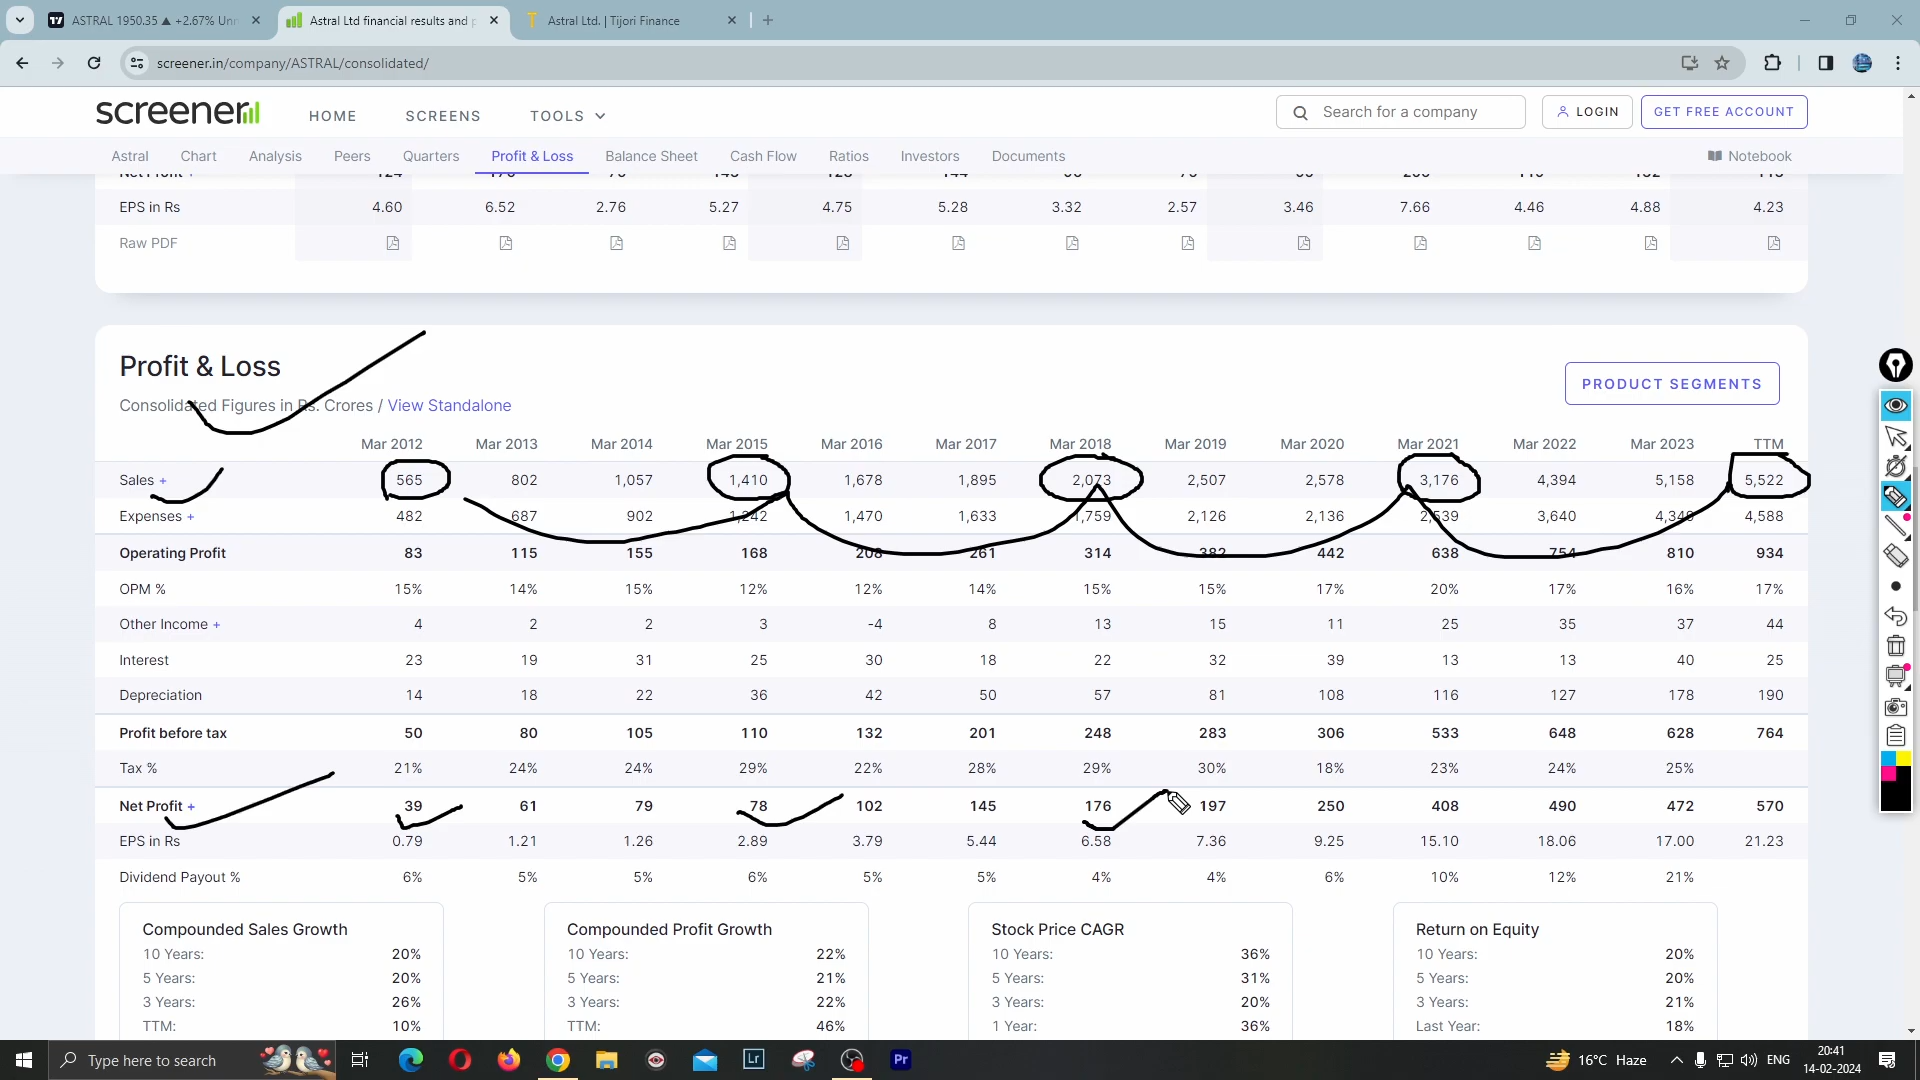 ASTRAL 1950.35 ▲ +2.67% Unn
Astral Ltd financial results and p
Astral Ltd. | Tijori Finance
screener.in/company/ASTRAL/consolidated/
screener
HOME SCREENS TOOLS
Search for a company
LOGIN
GET FREE ACCOUNT
Astral Chart Analysis Peers Quarters Profit & Loss Balance Sheet Cash Flow Ratios Investors Documents Notebook
EPS in Rs 4.60 6.52 2.76 5.27 4.75 5.28 3.32 2.57 3.46 7.66 4.46 4.88 4.23
Raw PDF
Profit & Loss
PRODUCT SEGMENTS
Consolidated Figures in Rs. Crores / View Standalone
Mar 2012 Mar 2013 Mar 2014 Mar 2015 Mar 2016 Mar 2017 Mar 2018 Mar 2019 Mar 2020 Mar 2021 Mar 2022 Mar 2023 TTM
Sales + 565 802 1,057 1,410 1,678 1,895 2,073 2,507 2,578 3,176 4,394 5,158 5,522
Expenses + 482 687 902 1,242 1,470 1,633 1,759 2,126 2,136 2,539 3,640 4,349 4,588
Operating Profit 83 115 155 168 208 261 314 382 442 638 754 810 934
OPM % 15% 14% 15% 12% 12% 14% 15% 15% 17% 20% 17% 16% 17%
Other Income + 4 2 2 3 -4 8 13 15 11 25 35 37 44
Interest 23 19 31 25 30 18 22 32 39 13 13 40 25
Depreciation 14 18 22 36 42 50 57 81 108 116 127 178 190
Profit before tax 50 80 105 110 132 201 248 283 306 533 648 628 764
Tax % 21% 24% 24% 29% 22% 28% 29% 30% 18% 23% 24% 25%
Net Profit + 39 61 79 78 102 145 176 197 250 408 490 472 570
EPS in Rs 0.79 1.21 1.26 2.89 3.79 5.44 6.58 7.36 9.25 15.10 18.06 17.00 21.23
Dividend Payout % 6% 5% 5% 6% 5% 5% 4% 4% 6% 10% 12% 21%
Compounded Sales Growth
10 Years: 20%
5 Years: 20%
3 Years: 26%
TTM: 10%
Compounded Profit Growth
10 Years: 22%
5 Years: 21%
3 Years: 22%
TTM: 46%
Stock Price CAGR
10 Years: 36%
5 Years: 31%
3 Years: 20%
1 Year: 36%
Return on Equity
10 Years: 20%
5 Years: 20%
3 Years: 21%
Last Year: 18%
Type here to search
Lr
Pr
16°C Haze
ENG
20:41
14-02-2024